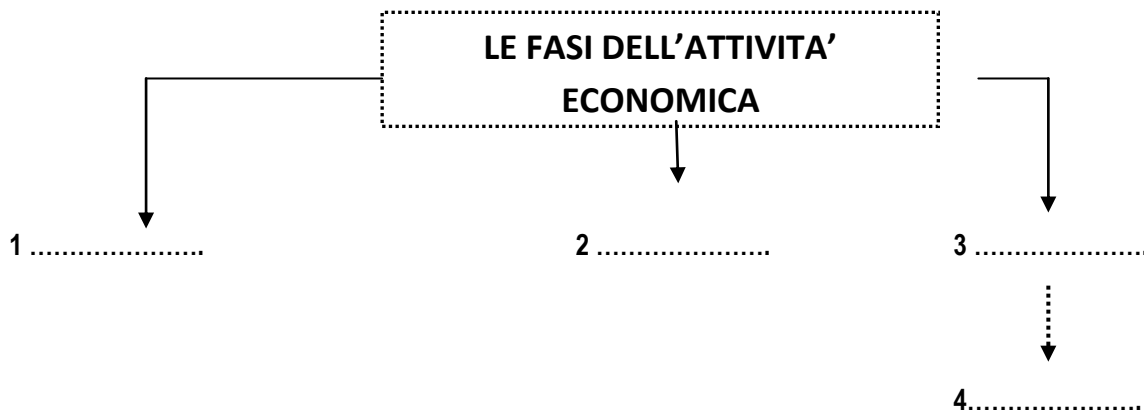 LE FASI DELL’ATTIVITA’
ECONOMICA
1 …………………. 2 …………………. 3 ………………….
4………………….